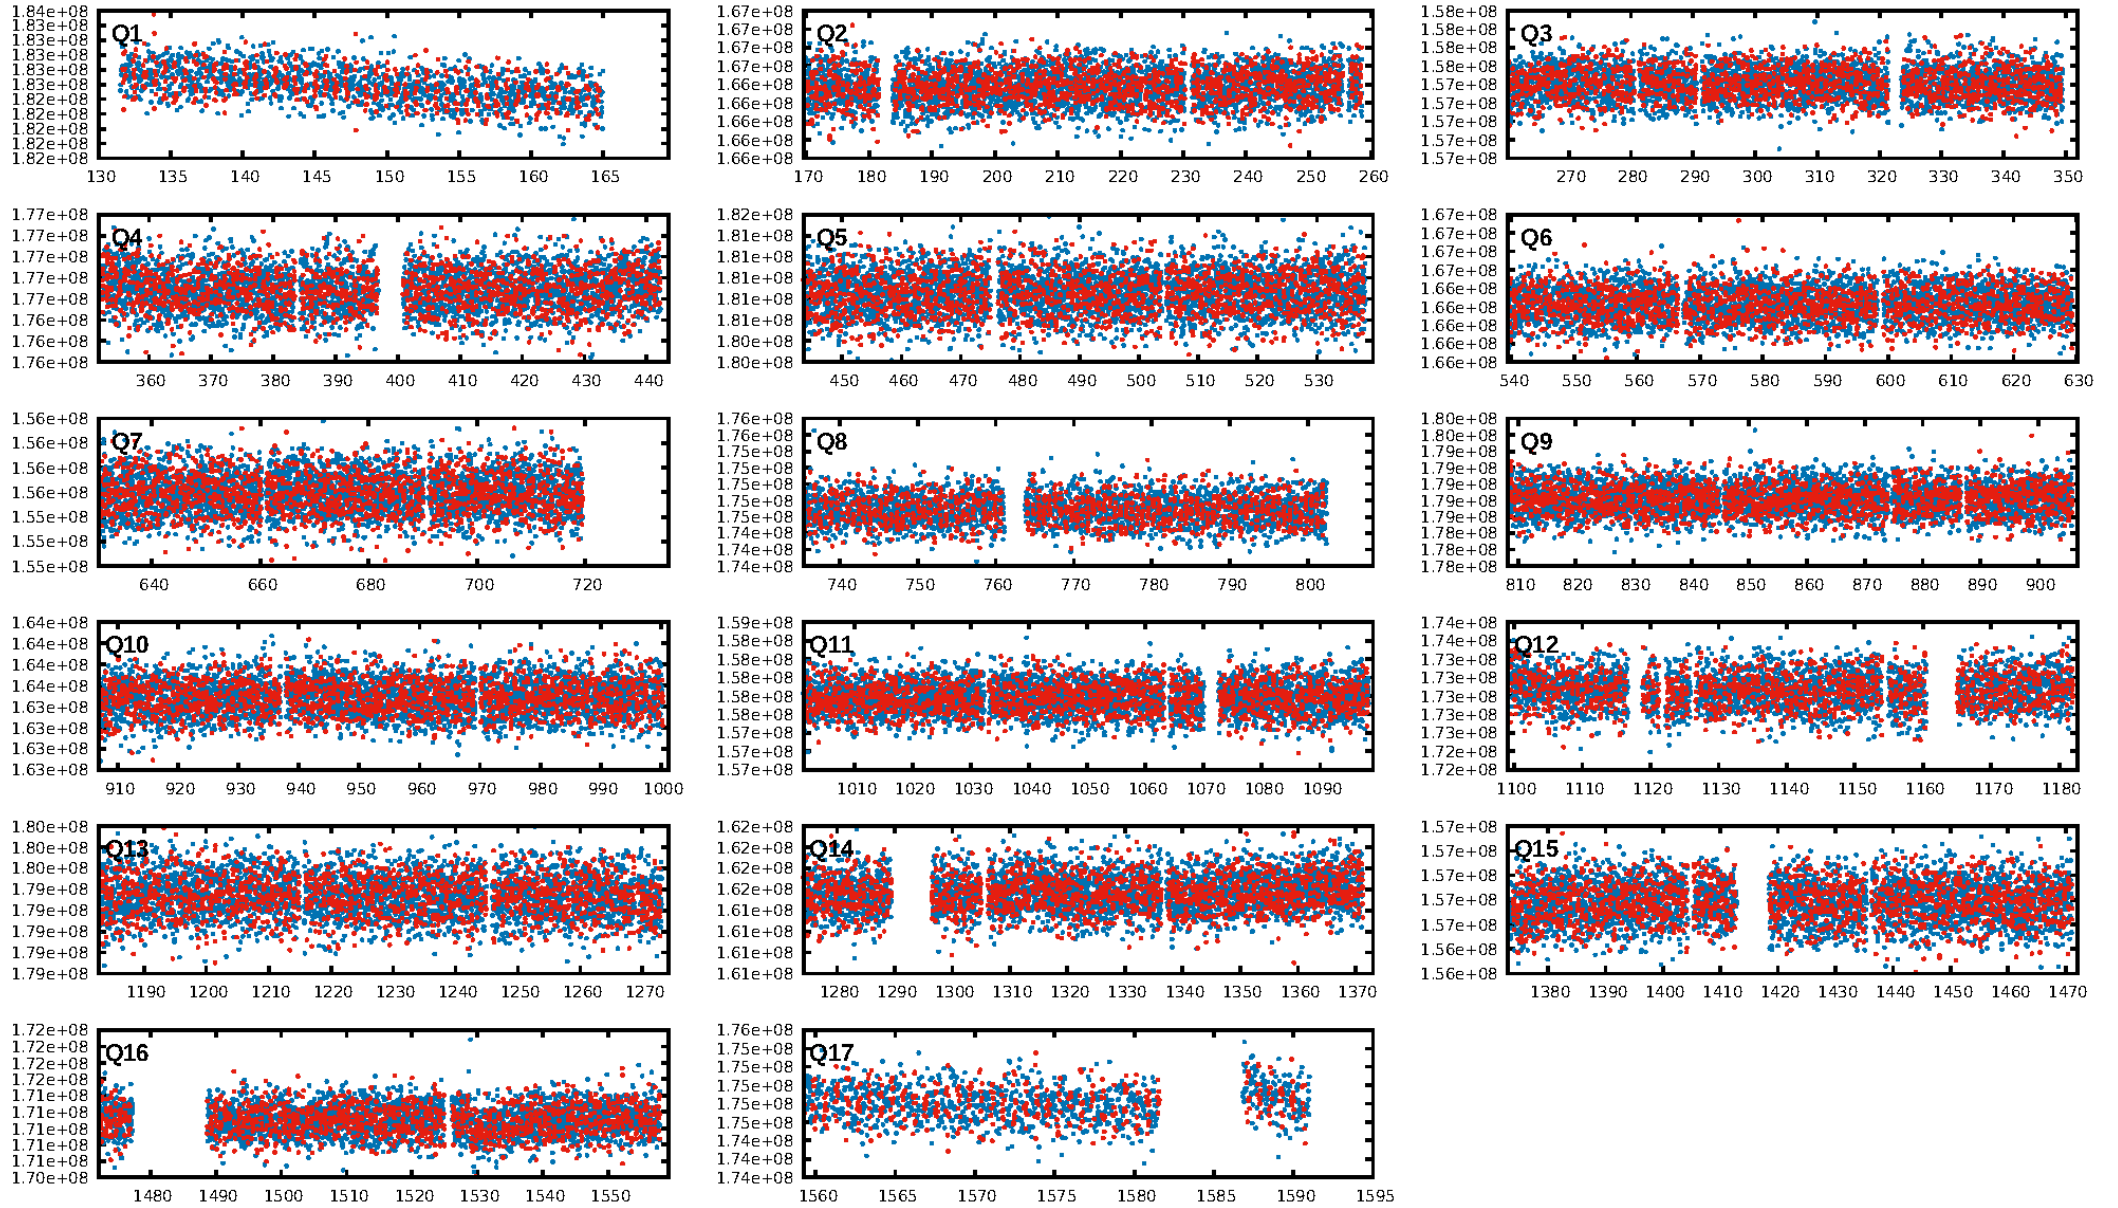 Q1
1.84e+08
1.83e+08
1.83e+08
1.83e+08
1.83e+08
1.83e+08
1.82e+08
1.82e+08
1.82e+08
1.82e+08
1.82e+08
130 135 140 145 150 155 160 165
Q2
1.67e+08
1.67e+08
1.67e+08
1.67e+08
1.66e+08
1.66e+08
1.66e+08
1.66e+08
1.66e+08
170 180 190 200 210 220 230 240 250 260
Q3
1.58e+08
1.58e+08
1.58e+08
1.58e+08
1.57e+08
1.57e+08
1.57e+08
1.57e+08
1.57e+08
270 280 290 300 310 320 330 340 350
Q4
1.77e+08
1.77e+08
1.77e+08
1.77e+08
1.77e+08
1.76e+08
1.76e+08
1.76e+08
360 370 380 390 400 410 420 430 440
Q5
1.82e+08
1.81e+08
1.81e+08
1.81e+08
1.81e+08
1.81e+08
1.80e+08
1.80e+08
450 460 470 480 490 500 510 520 530
Q6
1.67e+08
1.67e+08
1.67e+08
1.67e+08
1.66e+08
1.66e+08
1.66e+08
1.66e+08
1.66e+08
540 550 560 570 580 590 600 610 620 630
Q7
1.56e+08
1.56e+08
1.56e+08
1.56e+08
1.55e+08
1.55e+08
1.55e+08
640 660 680 700 720
Q8
1.76e+08
1.76e+08
1.75e+08
1.75e+08
1.75e+08
1.75e+08
1.75e+08
1.74e+08
1.74e+08
1.74e+08
740 750 760 770 780 790 800
Q9
1.80e+08
1.80e+08
1.79e+08
1.79e+08
1.79e+08
1.79e+08
1.79e+08
1.78e+08
1.78e+08
1.78e+08
810 820 830 840 850 860 870 880 890 900
Q10
1.64e+08
1.64e+08
1.64e+08
1.64e+08
1.63e+08
1.63e+08
1.63e+08
1.63e+08
910 920 930 940 950 960 970 980 990 1000
Q11
1.59e+08
1.58e+08
1.58e+08
1.58e+08
1.58e+08
1.58e+08
1.57e+08
1.57e+08
1.57e+08
1010 1020 1030 1040 1050 1060 1070 1080 1090
Q12
1.74e+08
1.74e+08
1.73e+08
1.73e+08
1.73e+08
1.73e+08
1.73e+08
1.72e+08
1.72e+08
1100 1110 1120 1130 1140 1150 1160 1170 1180
Q13
1.80e+08
1.80e+08
1.80e+08
1.79e+08
1.79e+08
1.79e+08
1.79e+08
1.79e+08
1190 1200 1210 1220 1230 1240 1250 1260 1270
Q14
1.62e+08
1.62e+08
1.62e+08
1.62e+08
1.61e+08
1.61e+08
1.61e+08
1.61e+08
1280 1290 1300 1310 1320 1330 1340 1350 1360 1370
Q15
1.57e+08
1.57e+08
1.57e+08
1.57e+08
1.57e+08
1.56e+08
1.56e+08
1380 1390 1400 1410 1420 1430 1440 1450 1460 1470
Q16
1.72e+08
1.72e+08
1.72e+08
1.72e+08
1.71e+08
1.71e+08
1.71e+08
1.71e+08
1.71e+08
1.70e+08
1480 1490 1500 1510 1520 1530 1540 1550
Q17
1.76e+08
1.75e+08
1.75e+08
1.75e+08
1.75e+08
1.75e+08
1.74e+08
1.74e+08
1.74e+08
1560 1565 1570 1575 1580 1585 1590 1595